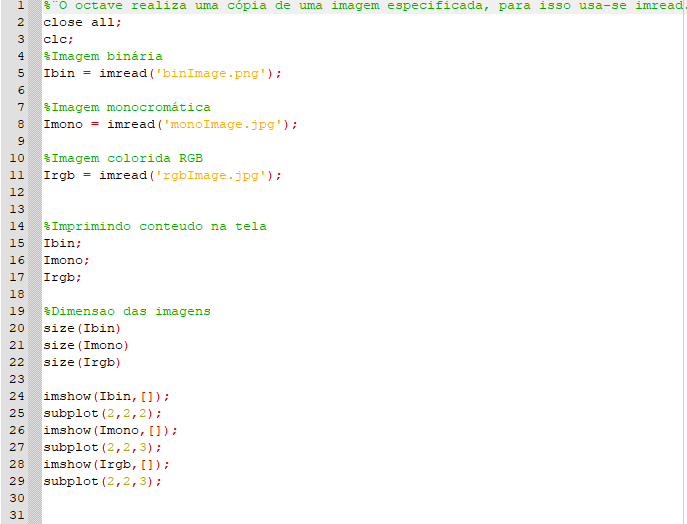 1 %¨O octave realiza uma cópia de uma imagem especificada, para isso usa-se imread.
2 close all;
3 clc;
4 %Imagem binária
5 Ibin = imread('binImage.png');
6
7 %Imagem monocromática
8 Imono = imread('monoImage.jpg');
9
10 %Imagem colorida RGB
11 Irgb = imread('rgbImage.jpg');
12
13
14 %Imprimindo conteudo na tela
15 Ibin;
16 Imono;
17 Irgb;
18
19 %Dimensao das imagens
20 size(Ibin)
21 size(Imono)
22 size(Irgb)
23
24 imshow(Ibin,[]);
25 subplot(2,2,2);
26 imshow(Imono,[]);
27 subplot(2,2,3);
28 imshow(Irgb,[]);
29 subplot(2,2,3);
30
31